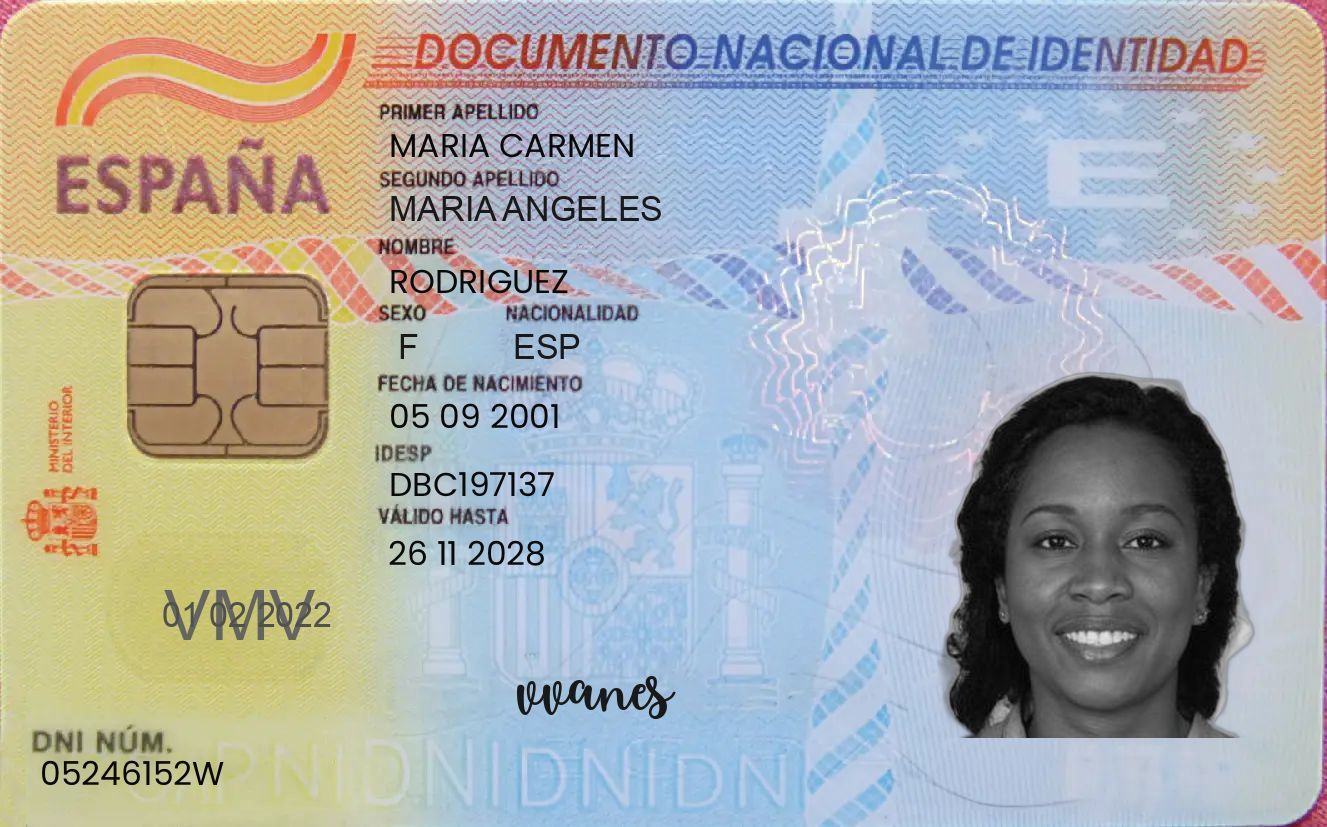 DOCUMENTO NACIONAL DE IDENTIDAD
ESPAÑA
PRIMER APELLIDO
MARIA CARMEN
SEGUNDO APELLIDO
MARIA ANGELES
NOMBRE
RODRIGUEZ
SEXO NACIONALIDAD
F ESP
FECHA DE NACIMIENTO
05 09 2001
IDESP
DBC197137
VÁLIDO HASTA
26 11 2028
MINISTERIO
DEL INTERIOR
E
01 02 2022
VMV
vvanes
DNI NÚM.
05246152W
DNIDNIDNIDN